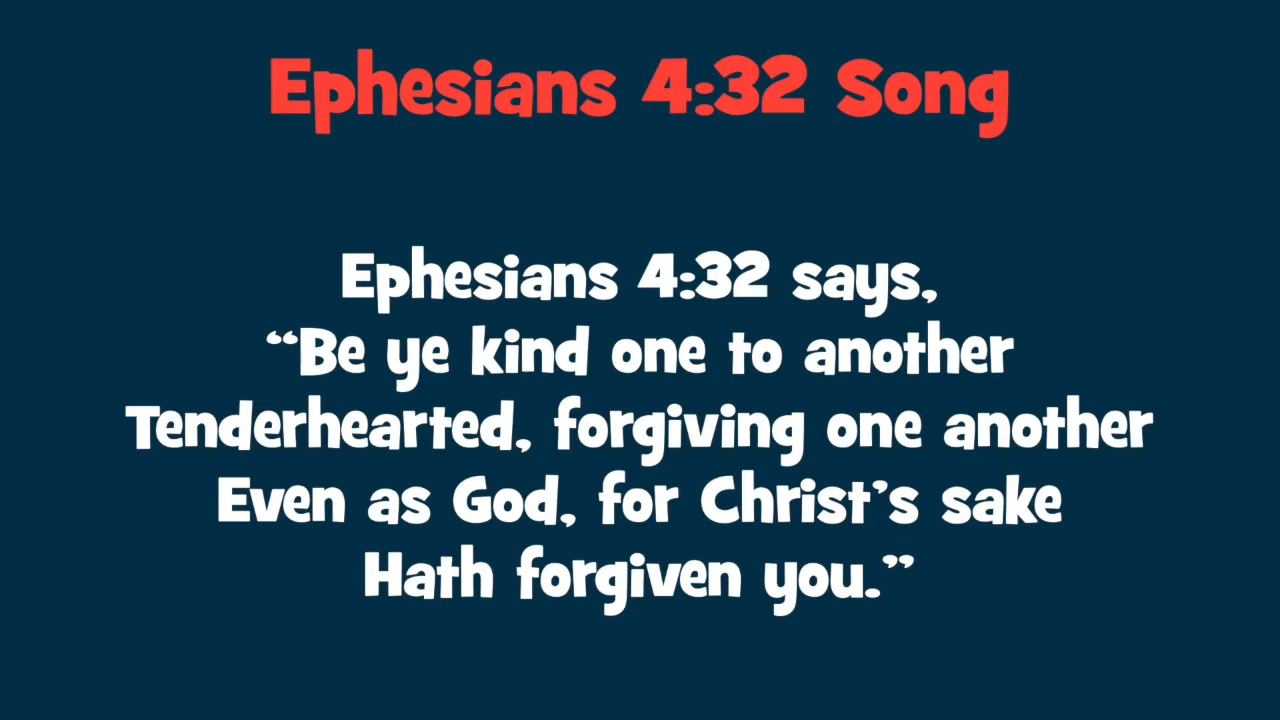 Ephesians 4:32 Song
Ephesians 4:32 says,
“Be ye kind one to another
Tenderhearted, forgiving one another
Even as God, for Christ’s sake
Hath forgiven you.”